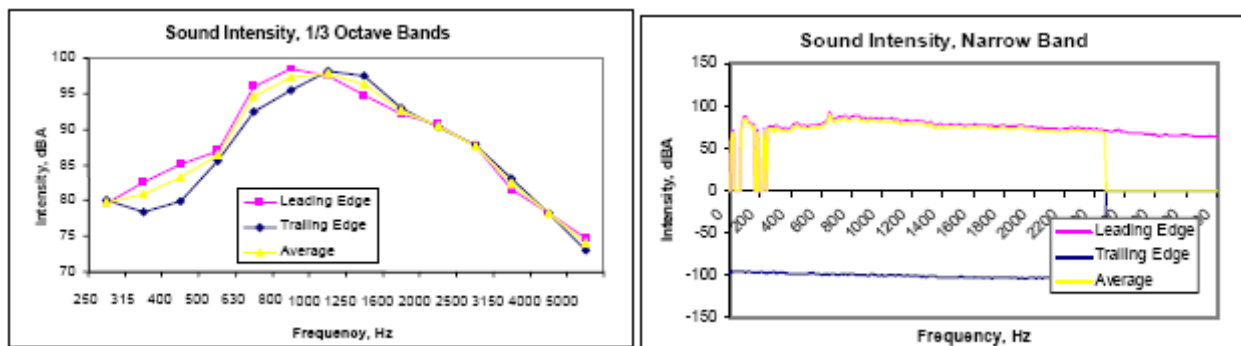 Sound Intensity, 1/3 Octave Bands
100
95
90
85
80
75
70
Intensity, dBA
Leading Edge
Trailing Edge
Average
250 315 400 500 630 800 1000 1250 1600 2000 2500 3150 4000 5000
Frequency, Hz
Sound Intensity, Narrow Band
150
100
50
0
-50
-100
-150
Intensity, dBA
0 200 400 600 800 1000 1200 1400 1600 1800 2000 2200
Leading Edge
Trailing Edge
Average
Frequency, Hz